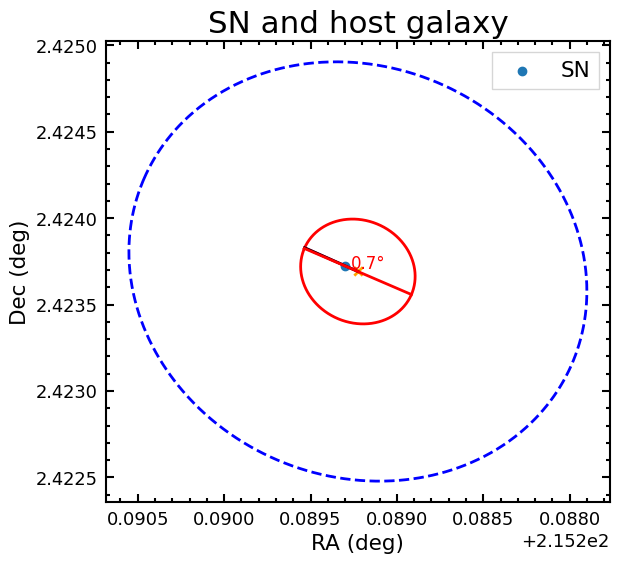 SN and host galaxy
SN
0.7°
Dec (deg)
2.4250
2.4245
2.4240
2.4235
2.4230
2.4225
0.0905 0.0900 0.0895 0.0890 0.0885 0.0880
RA (deg)
+2.152e2